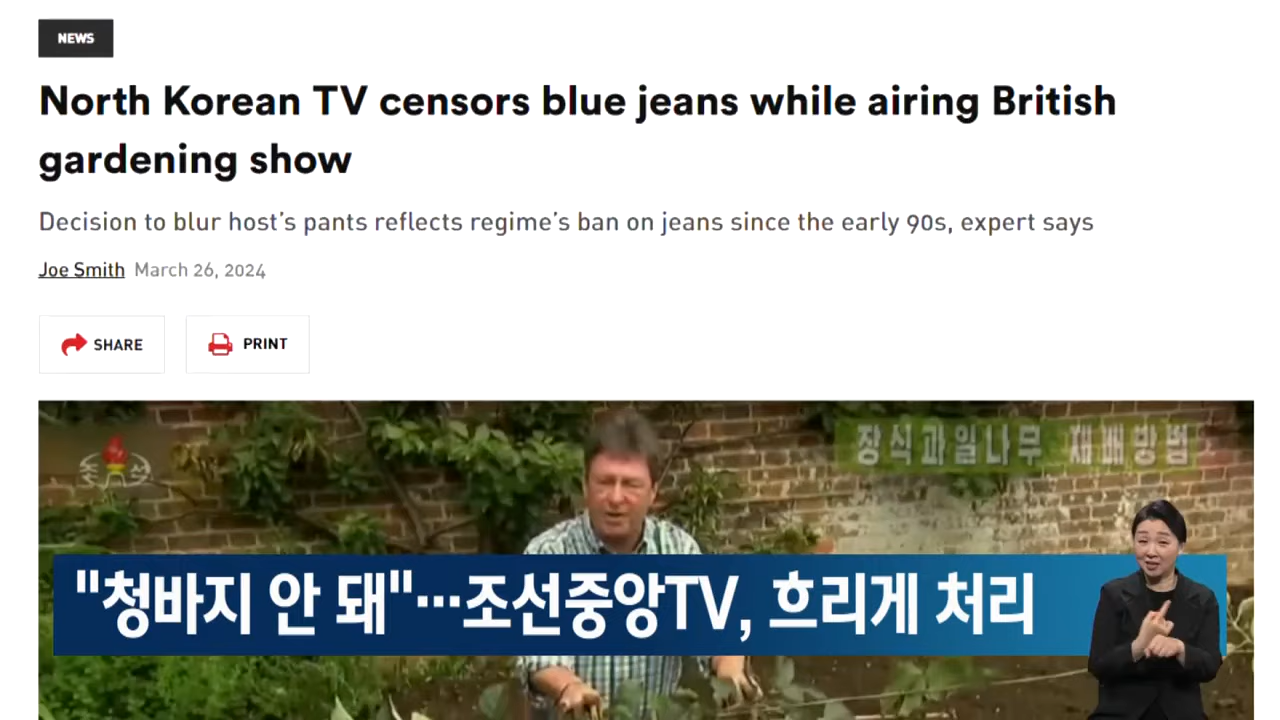 NEWS
North Korean TV censors blue jeans while airing British
gardening show
Decision to blur host's pants reflects regime's ban on jeans since the early 90s, expert says
Joe Smith March 26, 2024
SHARE PRINT
장식과일나무 재배방법
"청바지 안 돼"…조선중앙TV, 흐리게 처리